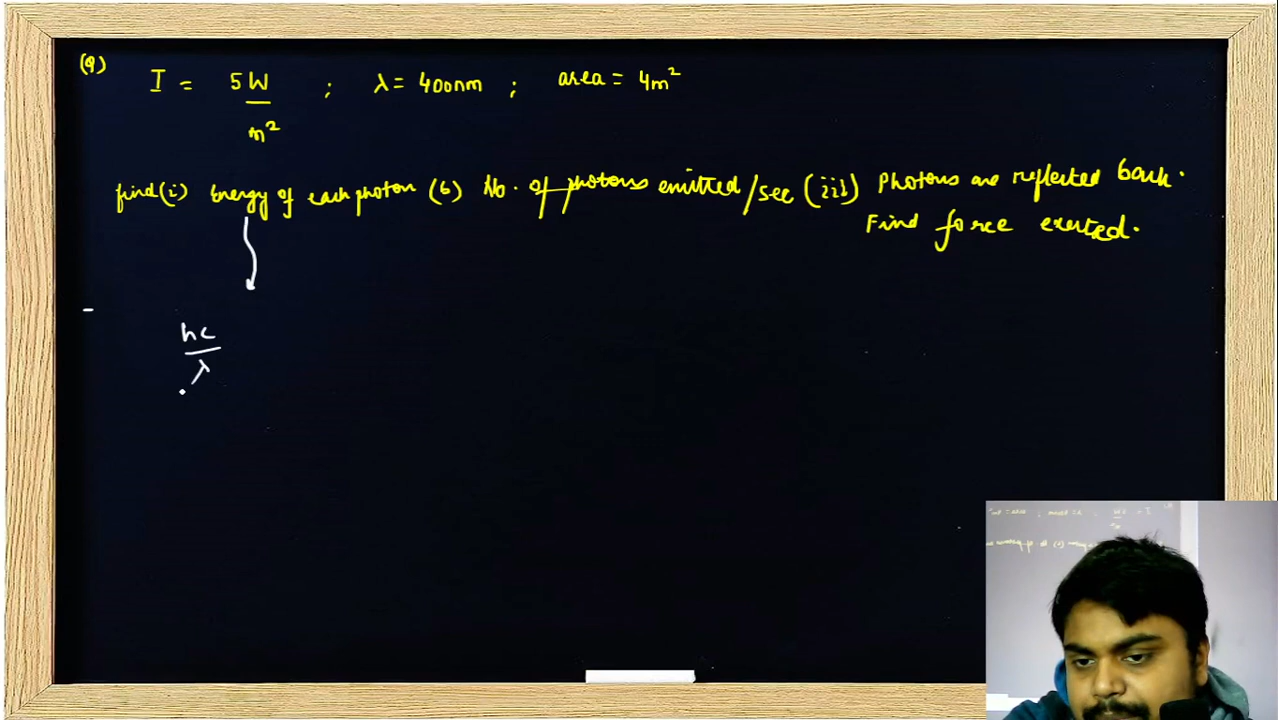 (Q) I = 5W/m² ; λ = 400nm ; area = 4m²
find (i) Energy of each photon (b) No. of photons emitted/sec (iii) Photons are reflected back.
Find force exerted.
hc/λ